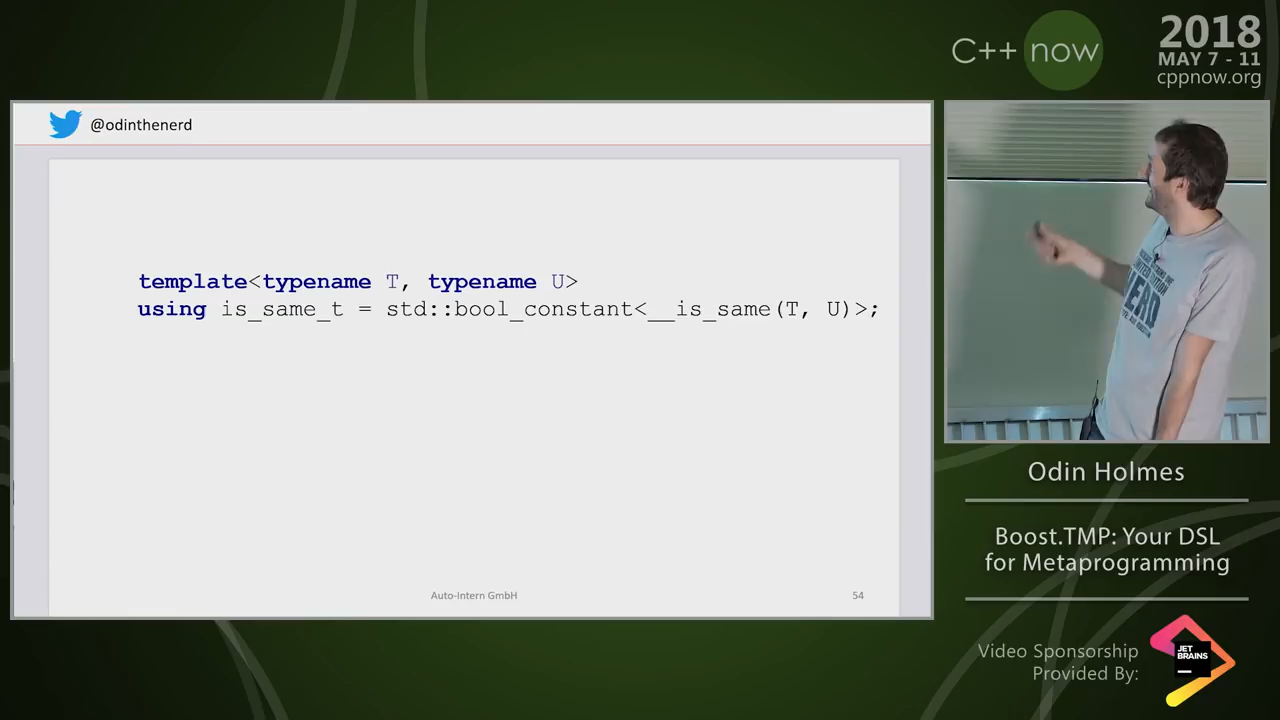 C++ now
2018
MAY 7 - 11
cppnow.org
@odinthenerd
template<typename T, typename U>
using is_same_t = std::bool_constant<__is_same(T, U)>;
Auto-Intern GmbH
54
NERD
Odin Holmes
Boost.TMP: Your DSL
for Metaprogramming
Video Sponsorship
Provided By:
JET
BRAINS